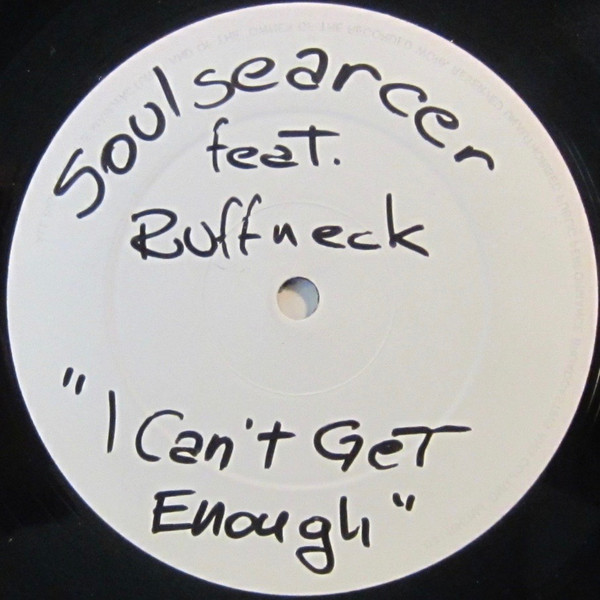 Soulsearcer
feat.
Ruffneck
"I Can't Get
Enough"